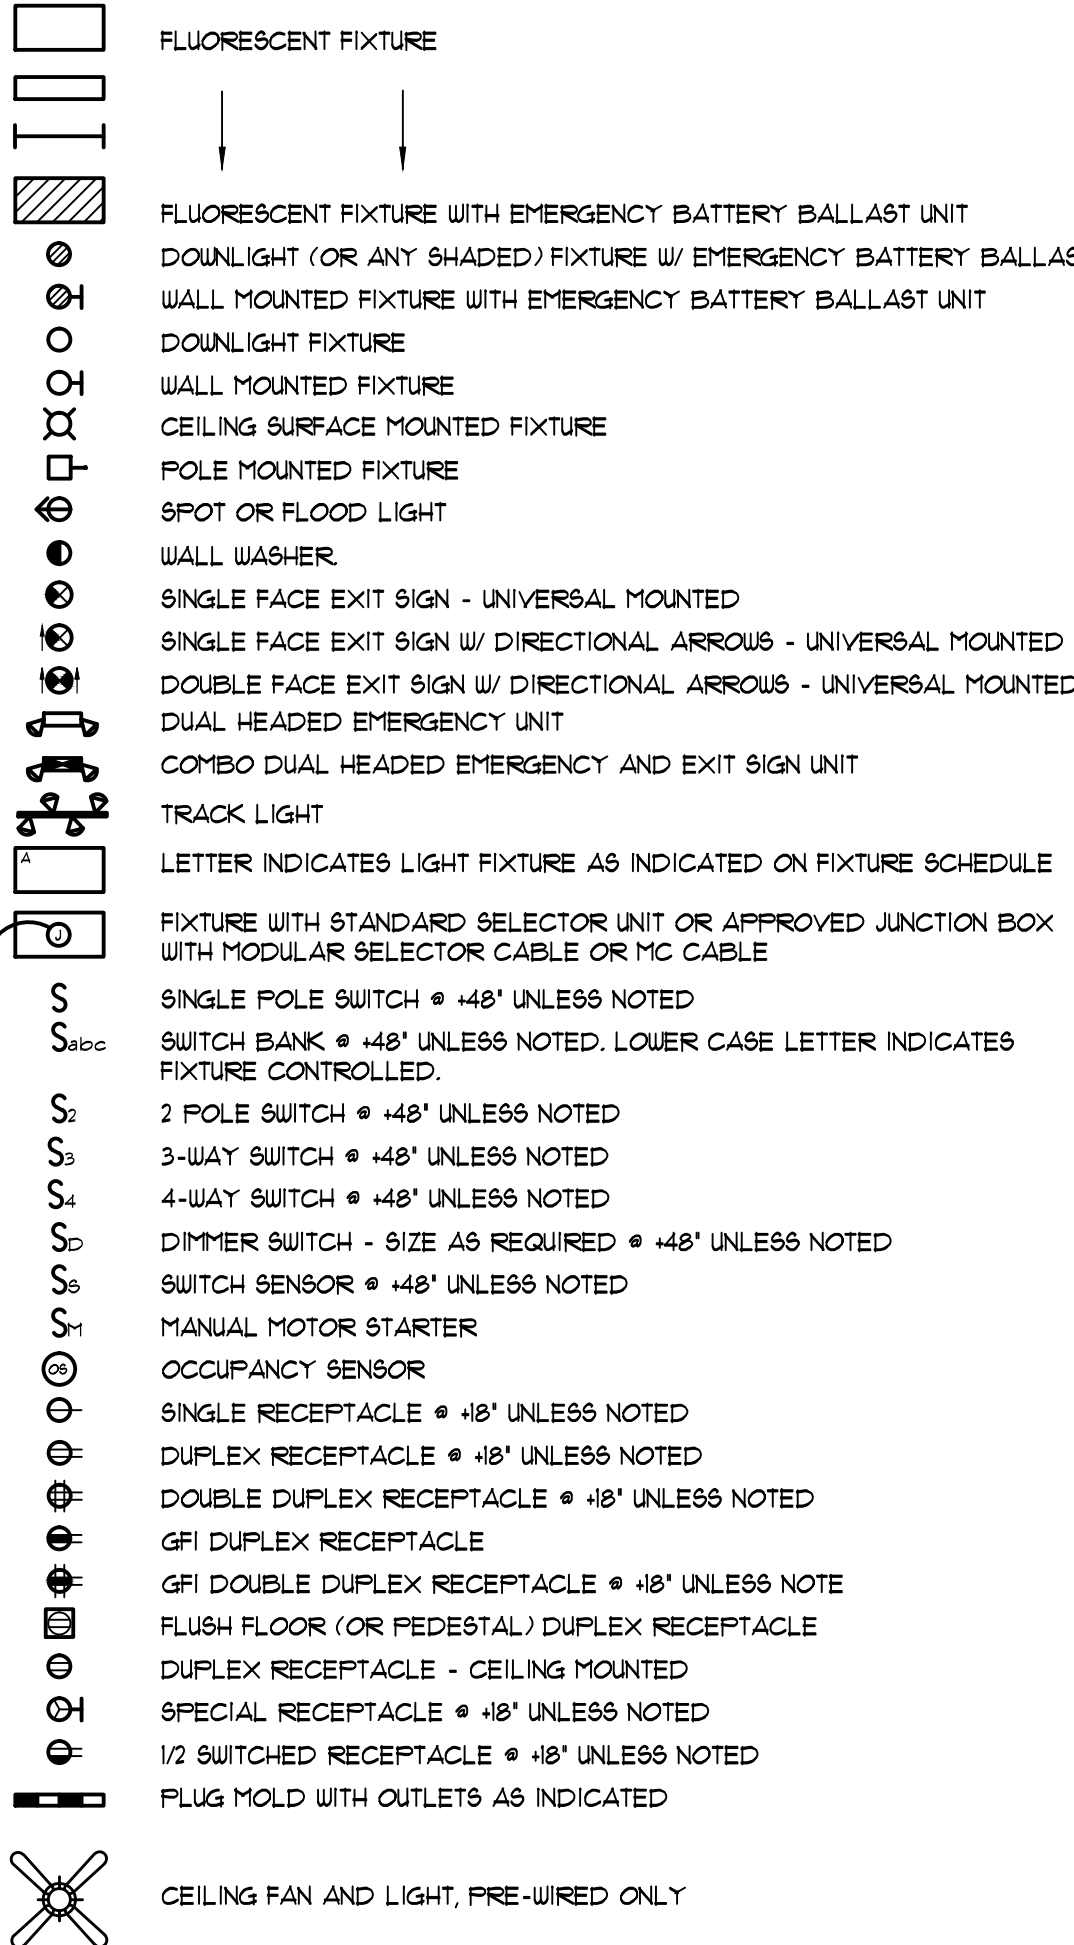 FLUORESCENT FIXTURE
FLUORESCENT FIXTURE WITH EMERGENCY BATTERY BALLAST UNIT
DOWNLIGHT (OR ANY SHADED) FIXTURE W/ EMERGENCY BATTERY BALLAS
WALL MOUNTED FIXTURE WITH EMERGENCY BATTERY BALLAST UNIT
DOWNLIGHT FIXTURE
WALL MOUNTED FIXTURE
CEILING SURFACE MOUNTED FIXTURE
POLE MOUNTED FIXTURE
SPOT OR FLOOD LIGHT
WALL WASHER.
SINGLE FACE EXIT SIGN - UNIVERSAL MOUNTED
SINGLE FACE EXIT SIGN W/ DIRECTIONAL ARROWS - UNIVERSAL MOUNTED
DOUBLE FACE EXIT SIGN W/ DIRECTIONAL ARROWS - UNIVERSAL MOUNTED
DUAL HEADED EMERGENCY UNIT
COMBO DUAL HEADED EMERGENCY AND EXIT SIGN UNIT
TRACK LIGHT
A LETTER INDICATES LIGHT FIXTURE AS INDICATED ON FIXTURE SCHEDULE
J FIXTURE WITH STANDARD SELECTOR UNIT OR APPROVED JUNCTION BOX
WITH MODULAR SELECTOR CABLE OR MC CABLE
S SINGLE POLE SWITCH @ +48" UNLESS NOTED
Sabc SWITCH BANK @ +48" UNLESS NOTED. LOWER CASE LETTER INDICATES
FIXTURE CONTROLLED.
S2 2 POLE SWITCH @ +48" UNLESS NOTED
S3 3-WAY SWITCH @ +48" UNLESS NOTED
S4 4-WAY SWITCH @ +48" UNLESS NOTED
SD DIMMER SWITCH - SIZE AS REQUIRED @ +48" UNLESS NOTED
SS SWITCH SENSOR @ +48" UNLESS NOTED
SM MANUAL MOTOR STARTER
OS OCCUPANCY SENSOR
SINGLE RECEPTACLE @ +18" UNLESS NOTED
DUPLEX RECEPTACLE @ +18" UNLESS NOTED
DOUBLE DUPLEX RECEPTACLE @ +18" UNLESS NOTED
GFI DUPLEX RECEPTACLE
GFI DOUBLE DUPLEX RECEPTACLE @ +18" UNLESS NOTE
FLUSH FLOOR (OR PEDESTAL) DUPLEX RECEPTACLE
DUPLEX RECEPTACLE - CEILING MOUNTED
SPECIAL RECEPTACLE @ +18" UNLESS NOTED
1/2 SWITCHED RECEPTACLE @ +18" UNLESS NOTED
PLUG MOLD WITH OUTLETS AS INDICATED
CEILING FAN AND LIGHT, PRE-WIRED ONLY